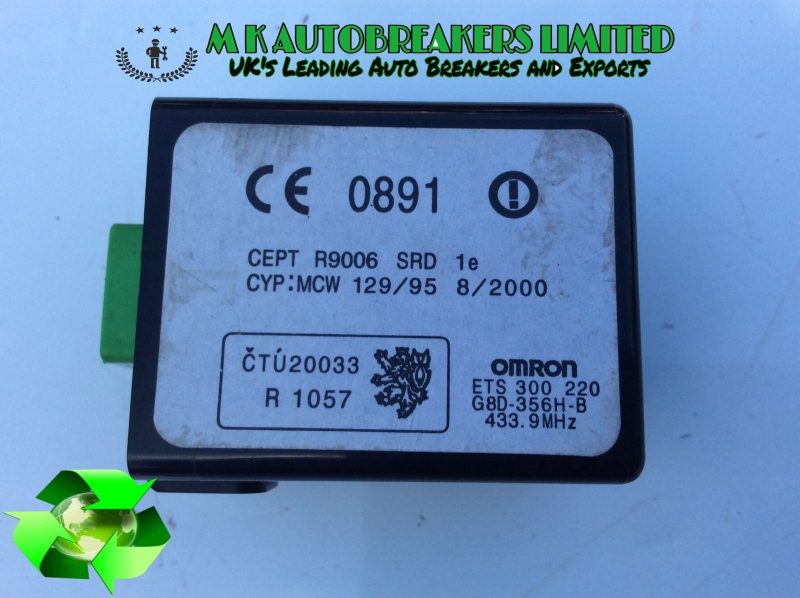 M K AUTOBREAKERS LIMITED
UK'S LEADING AUTO BREAKERS AND EXPORTS
CE 0891
CEPT R9006 SRD 1e
CYP:MCW 129/95 8/2000
ČTÚ20033
R 1057
OMRON
ETS 300 220
G8D-356H-B
433.9MHz